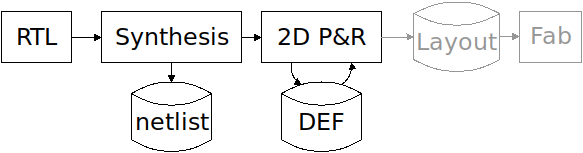 RTL
Synthesis
2D P&R
Layout
Fab
netlist
DEF